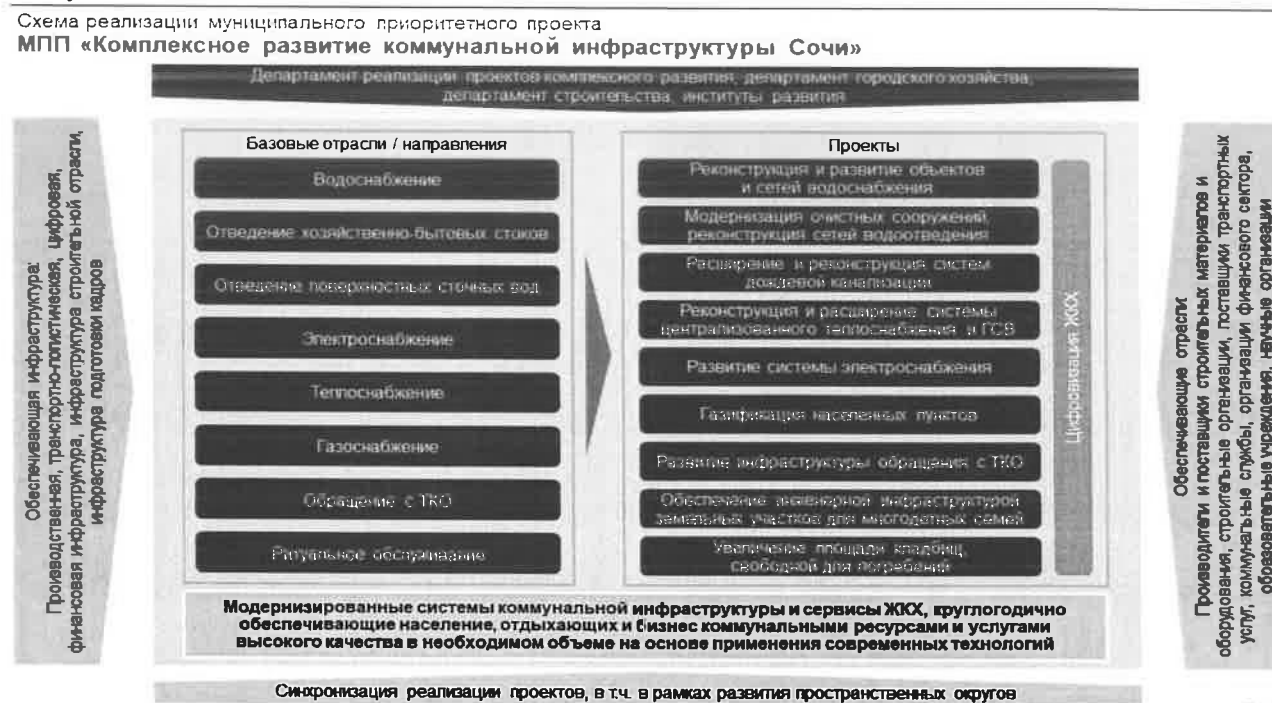 Схема реализации муниципального приоритетного проекта
МПП «Комплексное развитие коммунальной инфраструктуры Сочи»
Департамент реализации проектов комплексного развития, департамент городского хозяйства,
департамент строительства, институты развития
Обеспечивающая инфраструктура:
Производственная, транспортно-логистическая, цифровая,
финансовая инфраструктура, инфраструктура строительной отрасли,
инфраструктура подготовки кадров
Базовые отрасли / направления
Водоснабжение
Отведение хозяйственно-бытовых стоков
Отведение поверхностных сточных вод
Электроснабжение
Теплоснабжение
Газоснабжение
Обращение с ТКО
Ритуальное обслуживание
Проекты
Реконструкция и развитие объектов
и сетей водоснабжения
Модернизация очистных сооружений,
реконструкция сетей водоотведения
Расширение и реконструкция систем
дождевой канализации
Реконструкция и расширение системы
централизованного теплоснабжения и ГСВ
Развитие системы электроснабжения
Газификация населенных пунктов
Развитие инфраструктуры обращения с ТКО
Обеспечение инженерной инфраструктурой
земельных участков для многодетных семей
Увеличение площади кладбищ,
свободной для погребений
Цифровизация ЖКХ
Обеспечивающие отрасли:
Производители и поставщики строительных материалов и
оборудования, строительные организации, поставщики транспортных
услуг, коммунальные службы, организации финансового сектора,
образовательные учреждения, научные организации
Модернизированные системы коммунальной инфраструктуры и сервисы ЖКХ, круглогодично
обеспечивающие население, отдыхающих и бизнес коммунальными ресурсами и услугами
высокого качества в необходимом объеме на основе применения современных технологий
Синхронизация реализации проектов, в т.ч. в рамках развития пространственных округов